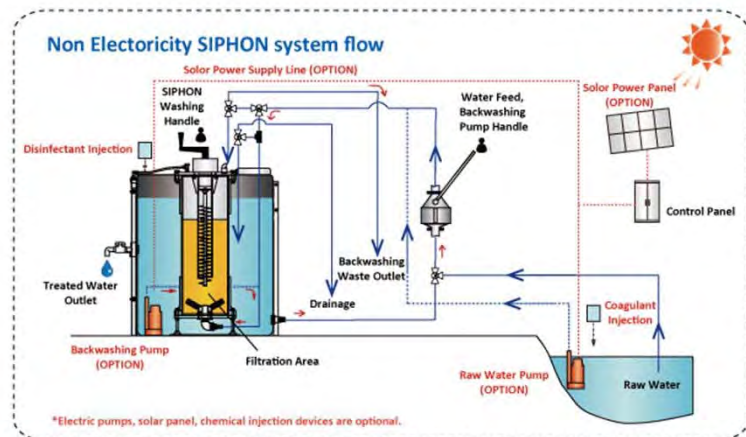 Non Electoricity SIPHON system flow
Solor Power Supply Line (OPTION)
SIPHON
Washing
Handle
Water Feed,
Backwashing
Pump Handle
Solor Power Panel
(OPTION)
Disinfectant Injection
Control Panel
Treated Water
Outlet
Backwashing
Waste Outlet
Drainage
Coagulant
Injection
Backwashing Pump
(OPTION)
Filtration Area
Raw Water Pump
(OPTION)
Raw Water
*Electric pumps, solar panel, chemical injection devices are optional.